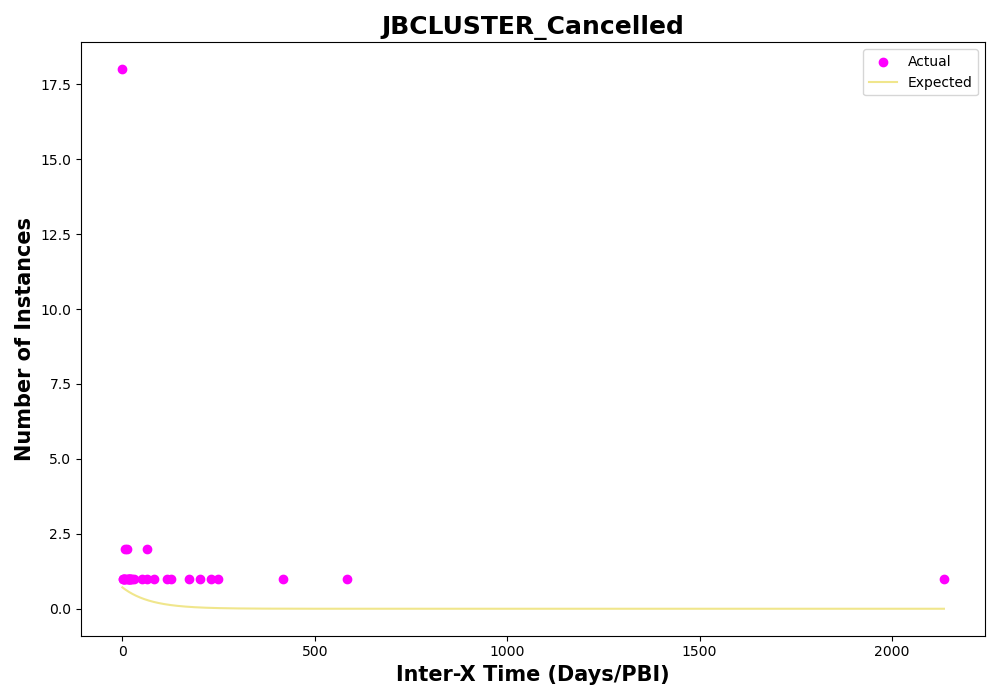 JBCLUSTER_Cancelled
Actual
Expected
17.5
15.0
12.5
10.0
7.5
5.0
2.5
0.0
Number of Instances
0
500
1000
1500
2000
Inter-X Time (Days/PBI)